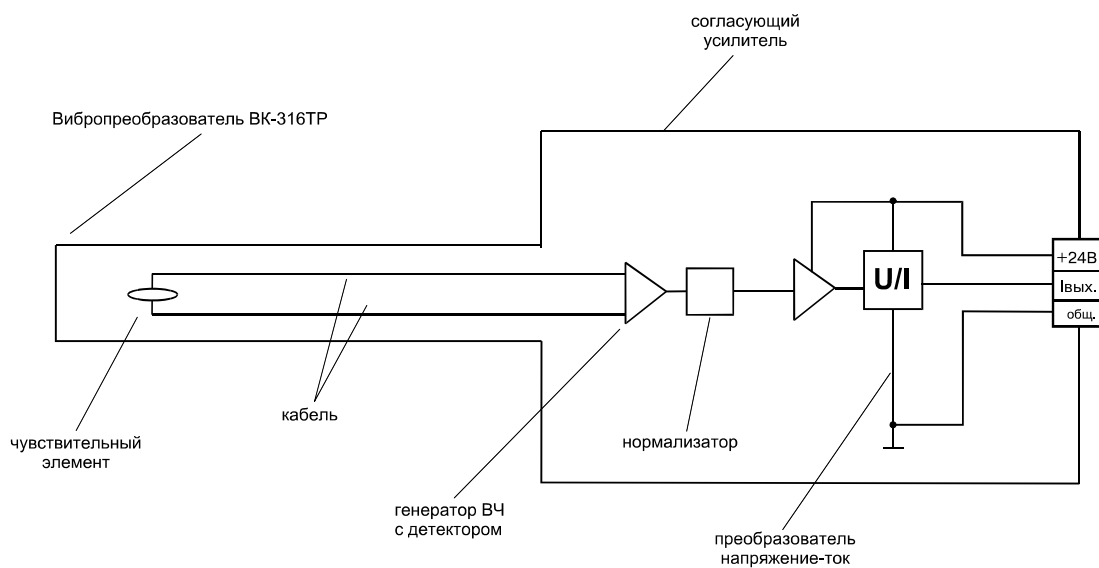 согласующий
усилитель
Вибропреобразователь ВК-316ТР
+24В
U/I
Iвых.
общ.
кабель
чувствительный
элемент
нормализатор
генератор ВЧ
с детектором
преобразователь
напряжение-ток